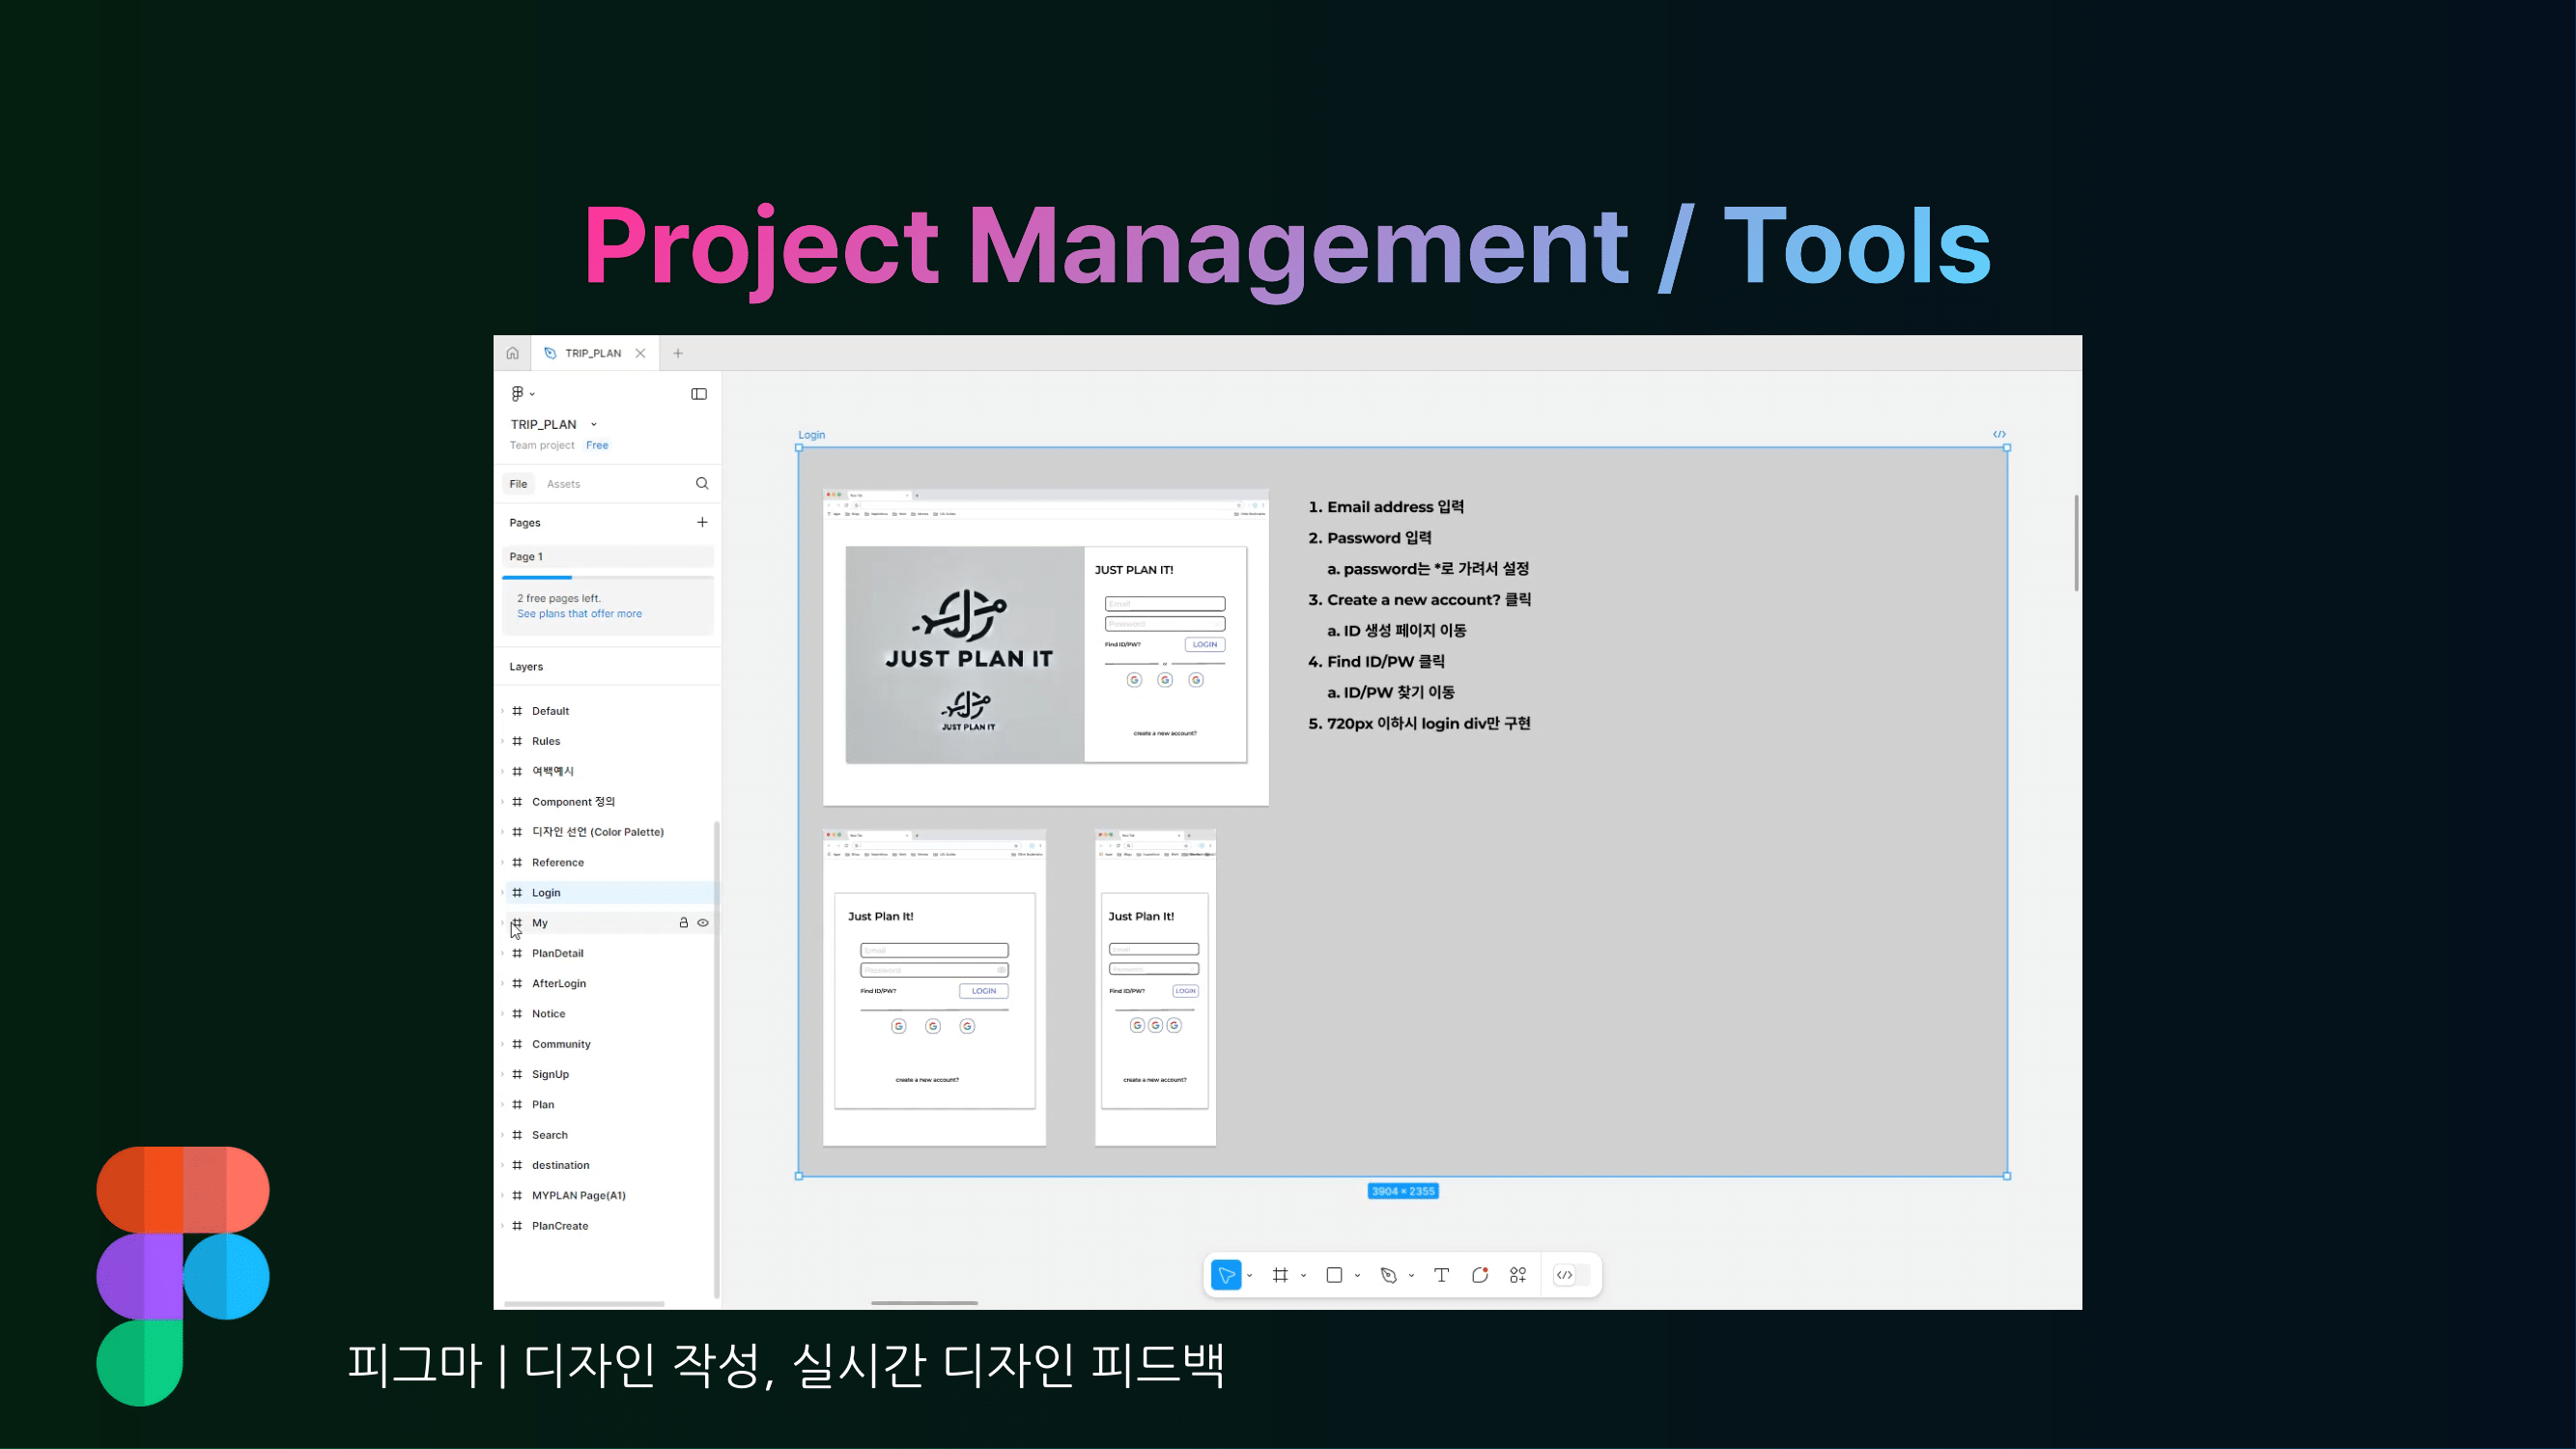 Project Management / Tools
TRIP_PLAN
TRIP_PLAN
Team project Free
File Assets
Pages
Page 1
2 free pages left.
See plans that offer more
Layers
Default
Rules
여백예시
Component 정의
디자인 선언 (Color Palette)
Reference
Login
My
PlanDetail
AfterLogin
Notice
Community
SignUp
Plan
Search
destination
MYPLAN Page(A1)
PlanCreate
Login
JUST PLAN IT
JUST PLAN IT
JUST PLAN IT!
Email
Password
Find ID/PW?
LOGIN
or
create a new account?
1. Email address 입력
2. Password 입력
a. password는 *로 가려서 설정
3. Create a new account? 클릭
a. ID 생성 페이지 이동
4. Find ID/PW 클릭
a. ID/PW 찾기 이동
5. 720px 이하시 login div만 구현
Just Plan It!
Email
Password
Find ID/PW?
LOGIN
create a new account?
Just Plan It!
Email
Password
Find ID/PW?
LOGIN
create a new account?
3904 × 2355
피그마 | 디자인 작성, 실시간 디자인 피드백